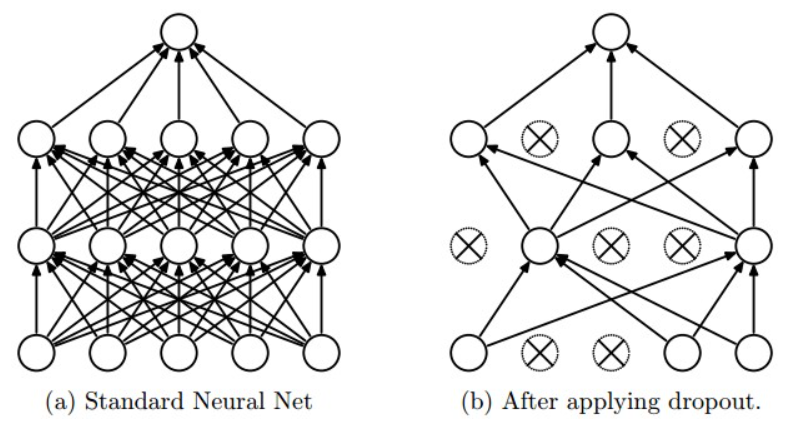 (a) Standard Neural Net
(b) After applying dropout.